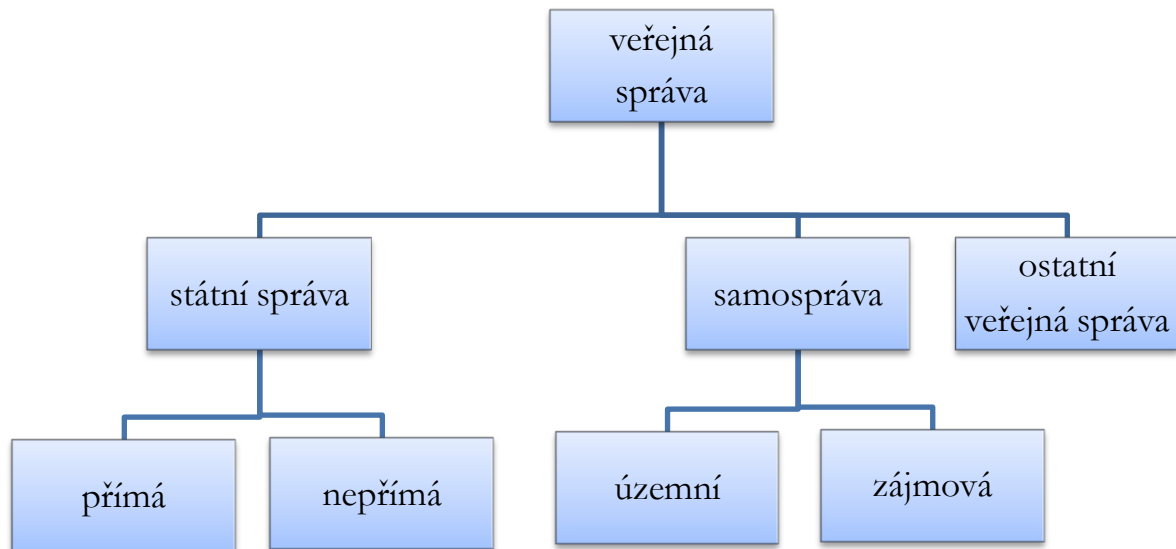 veřejná
správa
státní správa
samospráva
ostatní
veřejná správa
přímá
nepřímá
územní
zájmová